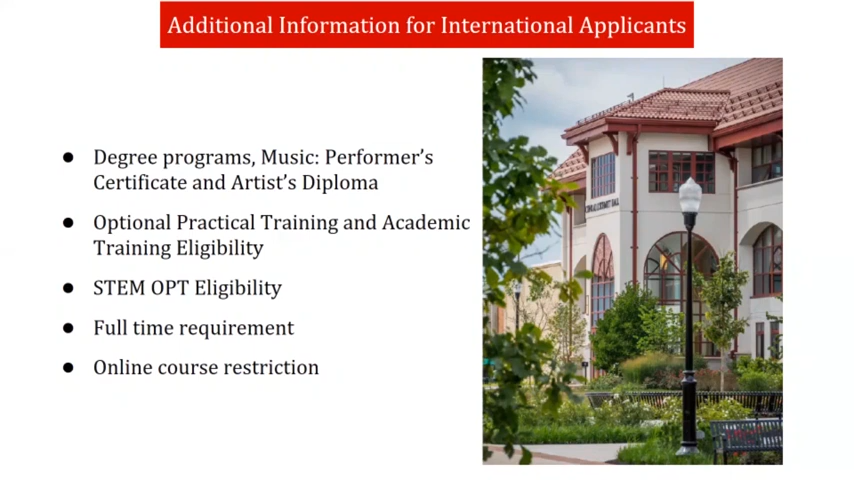 Additional Information for International Applicants
● Degree programs, Music: Performer's
Certificate and Artist's Diploma
● Optional Practical Training and Academic
Training Eligibility
● STEM OPT Eligibility
● Full time requirement
● Online course restriction